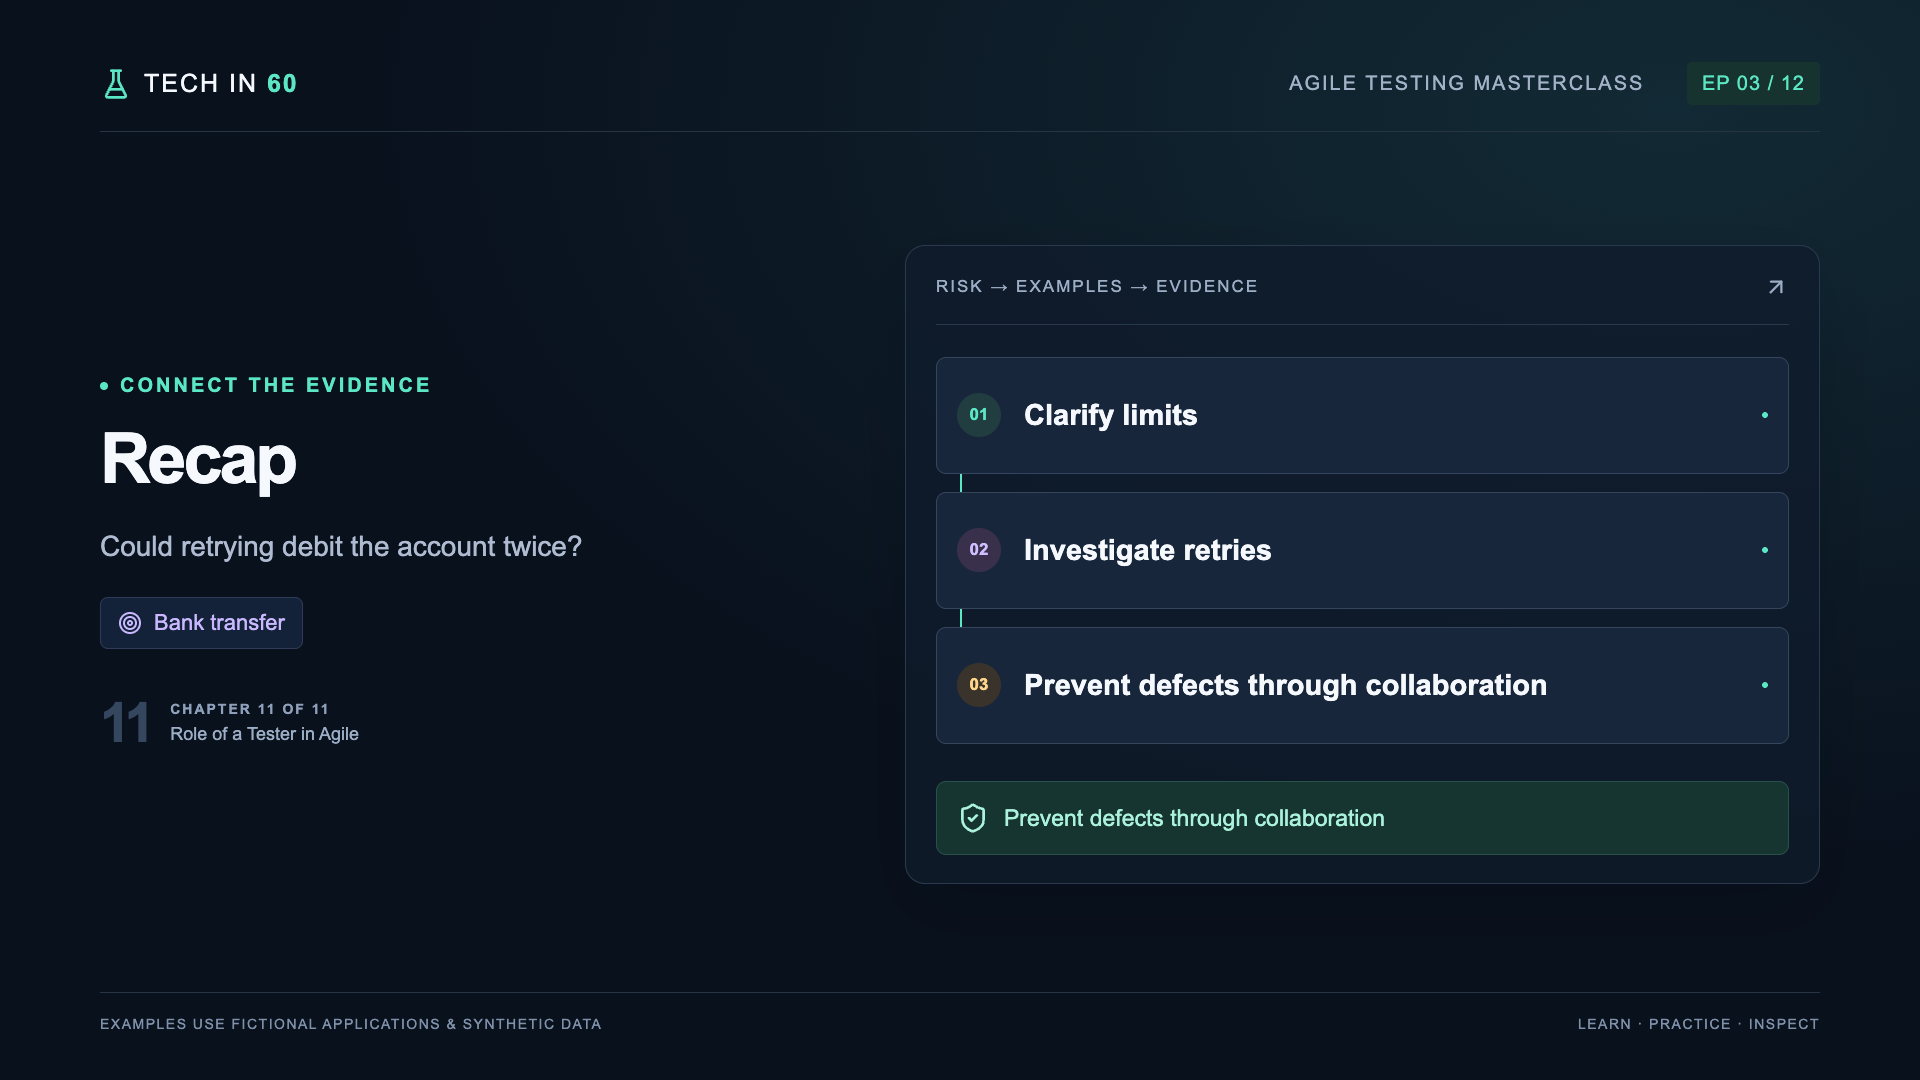 TECH IN 60
AGILE TESTING MASTERCLASS
EP 03 / 12
CONNECT THE EVIDENCE
Recap
Could retrying debit the account twice?
Bank transfer
11
CHAPTER 11 OF 11
Role of a Tester in Agile
RISK → EXAMPLES → EVIDENCE
01
Clarify limits
02
Investigate retries
03
Prevent defects through collaboration
Prevent defects through collaboration
EXAMPLES USE FICTIONAL APPLICATIONS & SYNTHETIC DATA
LEARN · PRACTICE · INSPECT